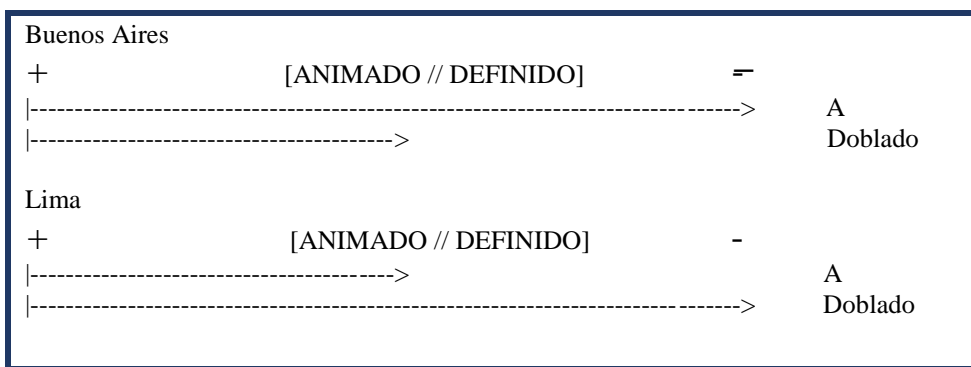 Buenos Aires
+ [ANIMADO // DEFINIDO] -
|--------------------------------------------------------------------------------> A
|-----------------------------------------> Doblado
Lima
+ [ANIMADO // DEFINIDO] -
|-----------------------------------------> A
|--------------------------------------------------------------------------------> Doblado